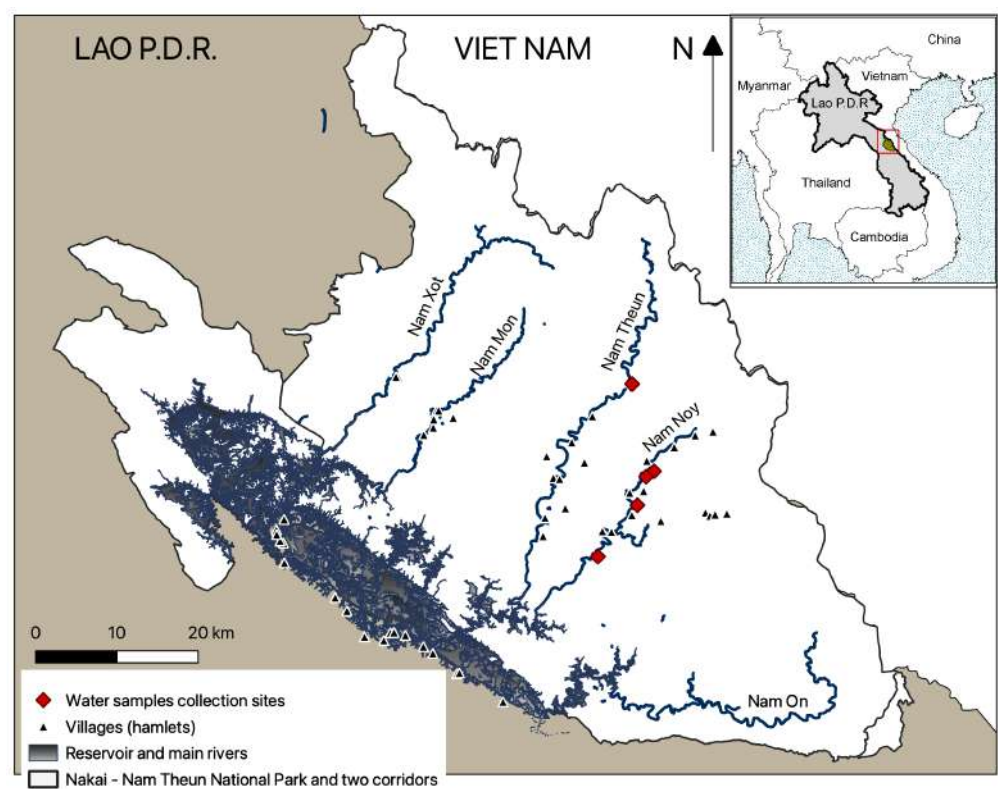 LAO P.D.R.
VIET NAM
N
China
Myanmar
Vietnam
Lao P.D.R
Thailand
Cambodia
Nam Xot
Nam Mon
Nam Theun
Nam Noy
Nam On
0 10 20 km
Water samples collection sites
Villages (hamlets)
Reservoir and main rivers
Nakai - Nam Theun National Park and two corridors